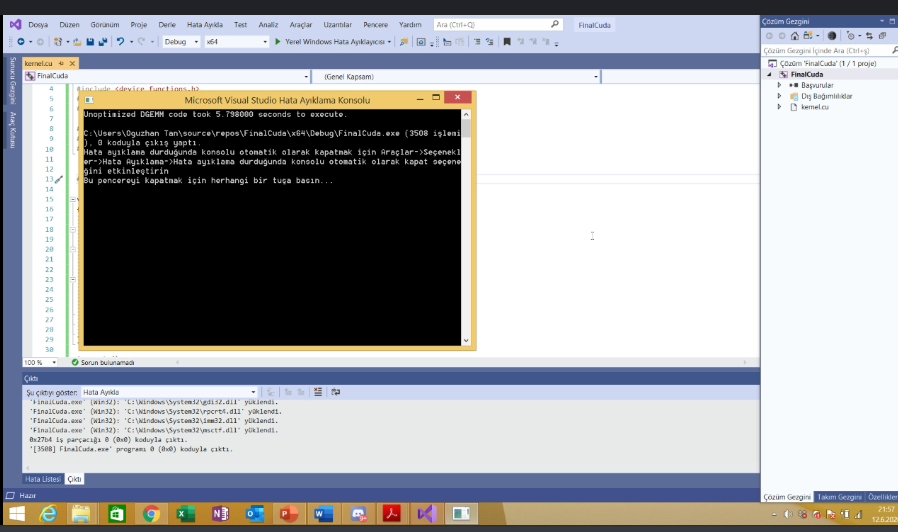 Dosya Düzen Görünüm Proje Derle Hata Ayıkla Test Analiz Araçlar Uzantılar Pencere Yardım Ara (Ctrl+Q) FinalCuda
Debug x64 Yerel Windows Hata Ayıklayıcısı
Sunucu Gezgini
Araç Kutusu
kernel.cu
FinalCuda (Genel Kapsam)
4 #include <device_functions.h>
Microsoft Visual Studio Hata Ayıklama Konsolu
Unoptimized DGEMM code took 5.798000 seconds to execute.
C:\Users\Oguzhan Tan\source\repos\FinalCuda\x64\Debug\FinalCuda.exe (3508 işlemi
). 0 koduyla çıkış yaptı.
Hata ayıklama durduğunda konsolu otomatik olarak kapatmak için Araçlar->Seçenekl
er->Hata Ayıklama->Hata ayıklama durduğunda konsolu otomatik olarak kapat seçene
ğini etkinleştirin
Bu pencereyi kapatmak için herhangi bir tuşa basın...
5
6
7
8
9
10
11
12
13
14
15
16
17
18
19
20
21
22
23
24
25
26
27
28
29
30
100 % Sorun bulunamadı
Çıktı
Şu çıktıyı göster: Hata Ayıkla
'FinalCuda.exe' (Win32): 'C:\Windows\System32\gdi32.dll' yüklendi.
'FinalCuda.exe' (Win32): 'C:\Windows\System32\rpcrt4.dll' yüklendi.
'FinalCuda.exe' (Win32): 'C:\Windows\System32\imm32.dll' yüklendi.
'FinalCuda.exe' (Win32): 'C:\Windows\System32\msctf.dll' yüklendi.
0x27b4 iş parçacığı 0 (0x0) koduyla çıktı.
'[3508] FinalCuda.exe' programı 0 (0x0) koduyla çıktı.
Hata Listesi Çıktı
Hazır
Çözüm Gezgini
Çözüm Gezgini İçinde Ara (Ctrl+ş)
Çözüm 'FinalCuda' (1 / 1 proje)
FinalCuda
Başvurular
Dış Bağımlılıklar
kernel.cu
Çözüm Gezgini Takım Gezgini Özellikler
21:57